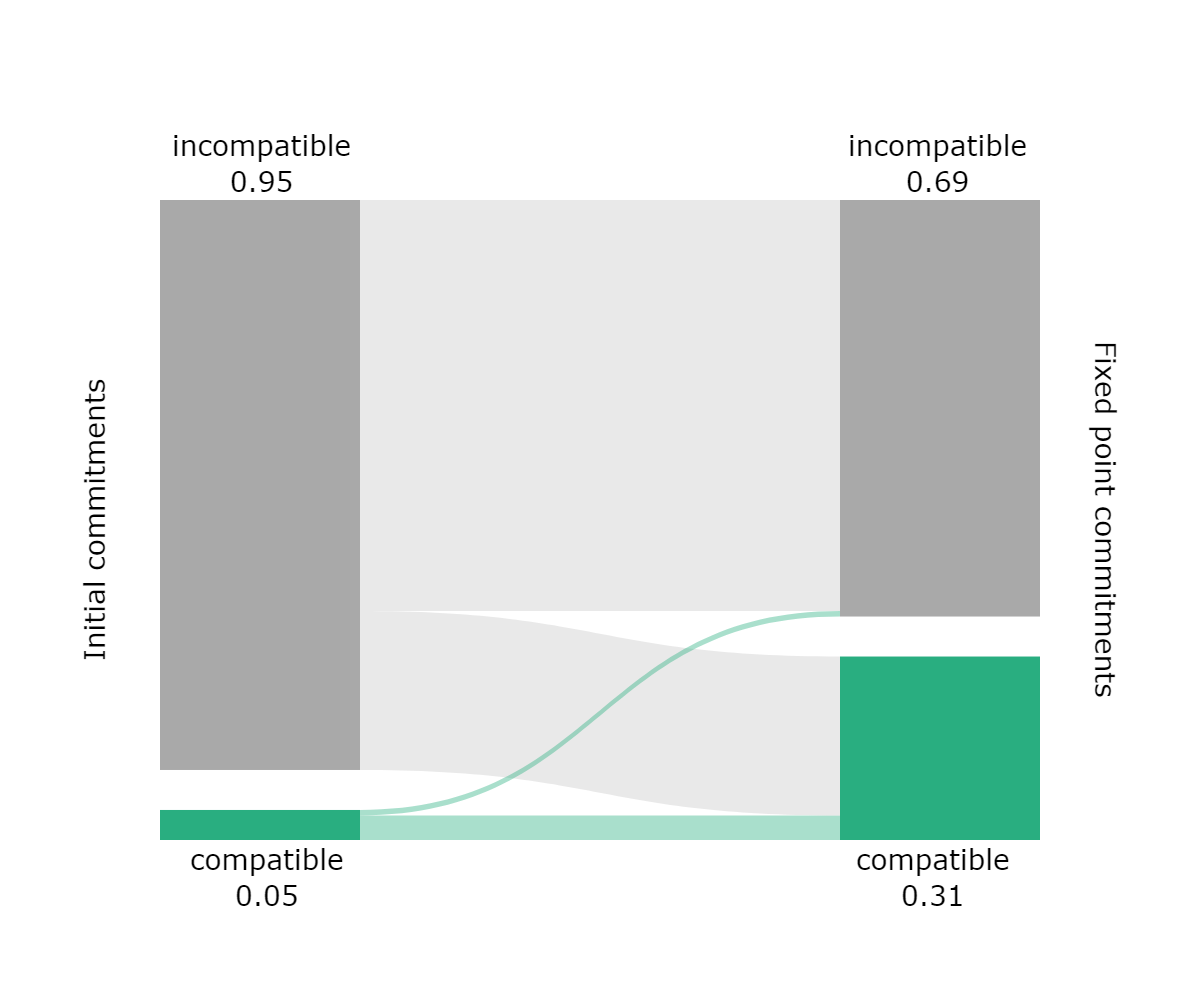 incompatible
0.95
incompatible
0.69
Initial commitments
Fixed point commitments
compatible
0.05
compatible
0.31